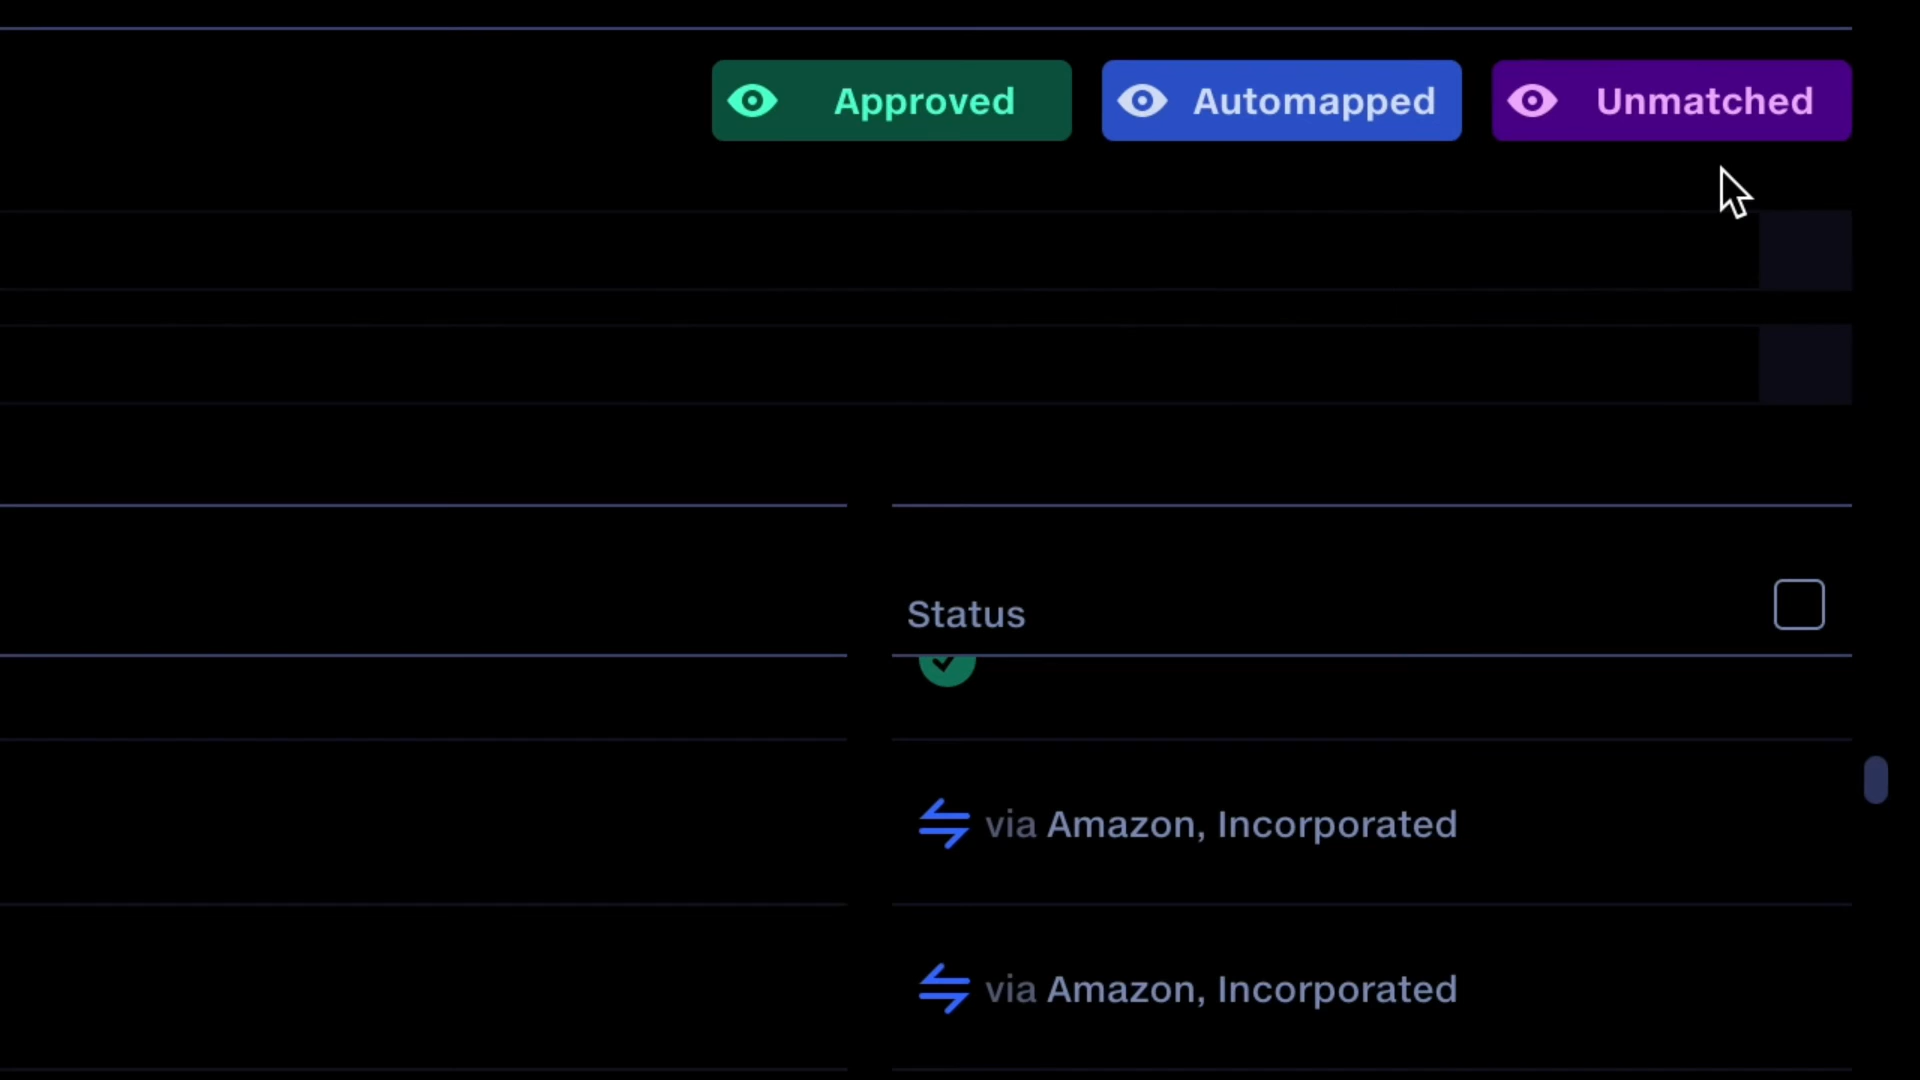 Approved
Automapped
Unmatched
Status
via Amazon, Incorporated
via Amazon, Incorporated